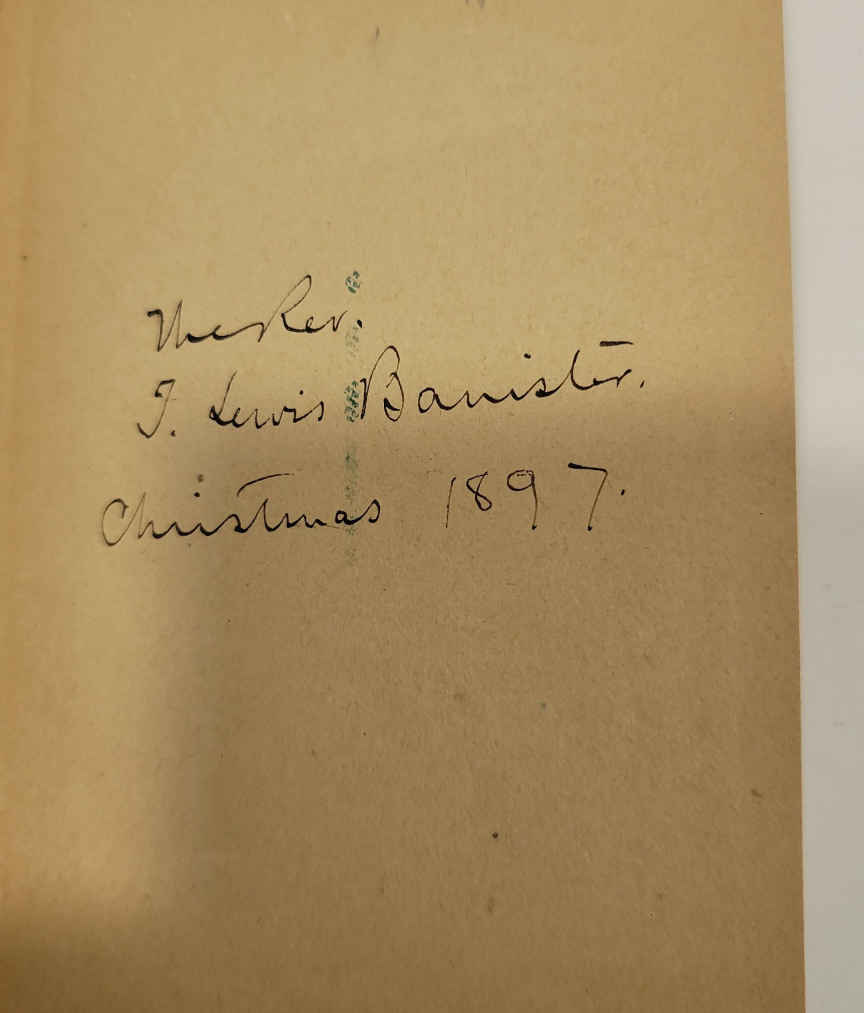 The Rev.
T. Lewis Banister.
Christmas 1897.